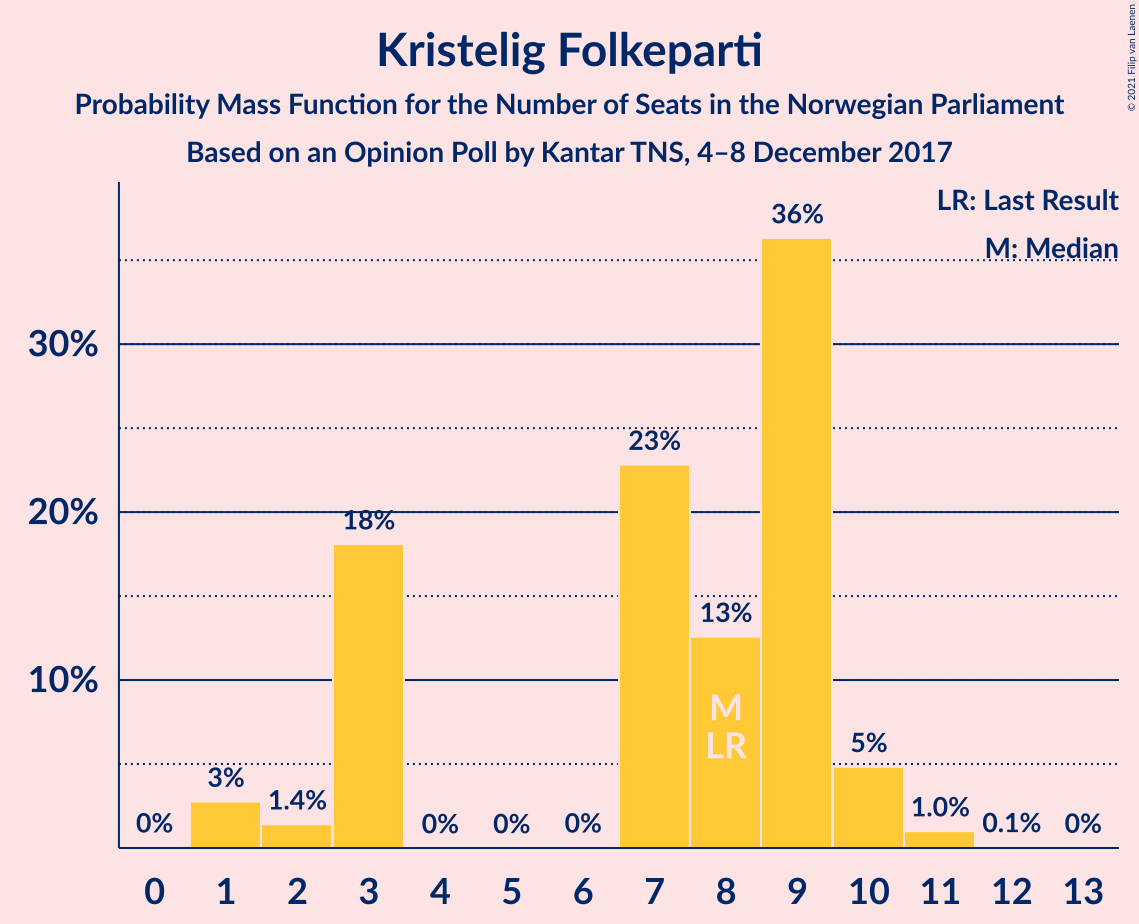 Kristelig Folkeparti
Probability Mass Function for the Number of Seats in the Norwegian Parliament
Based on an Opinion Poll by Kantar TNS, 4–8 December 2017
© 2021 Filip van Laenen
LR: Last Result
M: Median
30%
20%
10%
0%
3%
1.4%
18%
0%
0%
0%
23%
13%
36%
5%
1.0%
0.1%
0%
M
LR
0 1 2 3 4 5 6 7 8 9 10 11 12 13